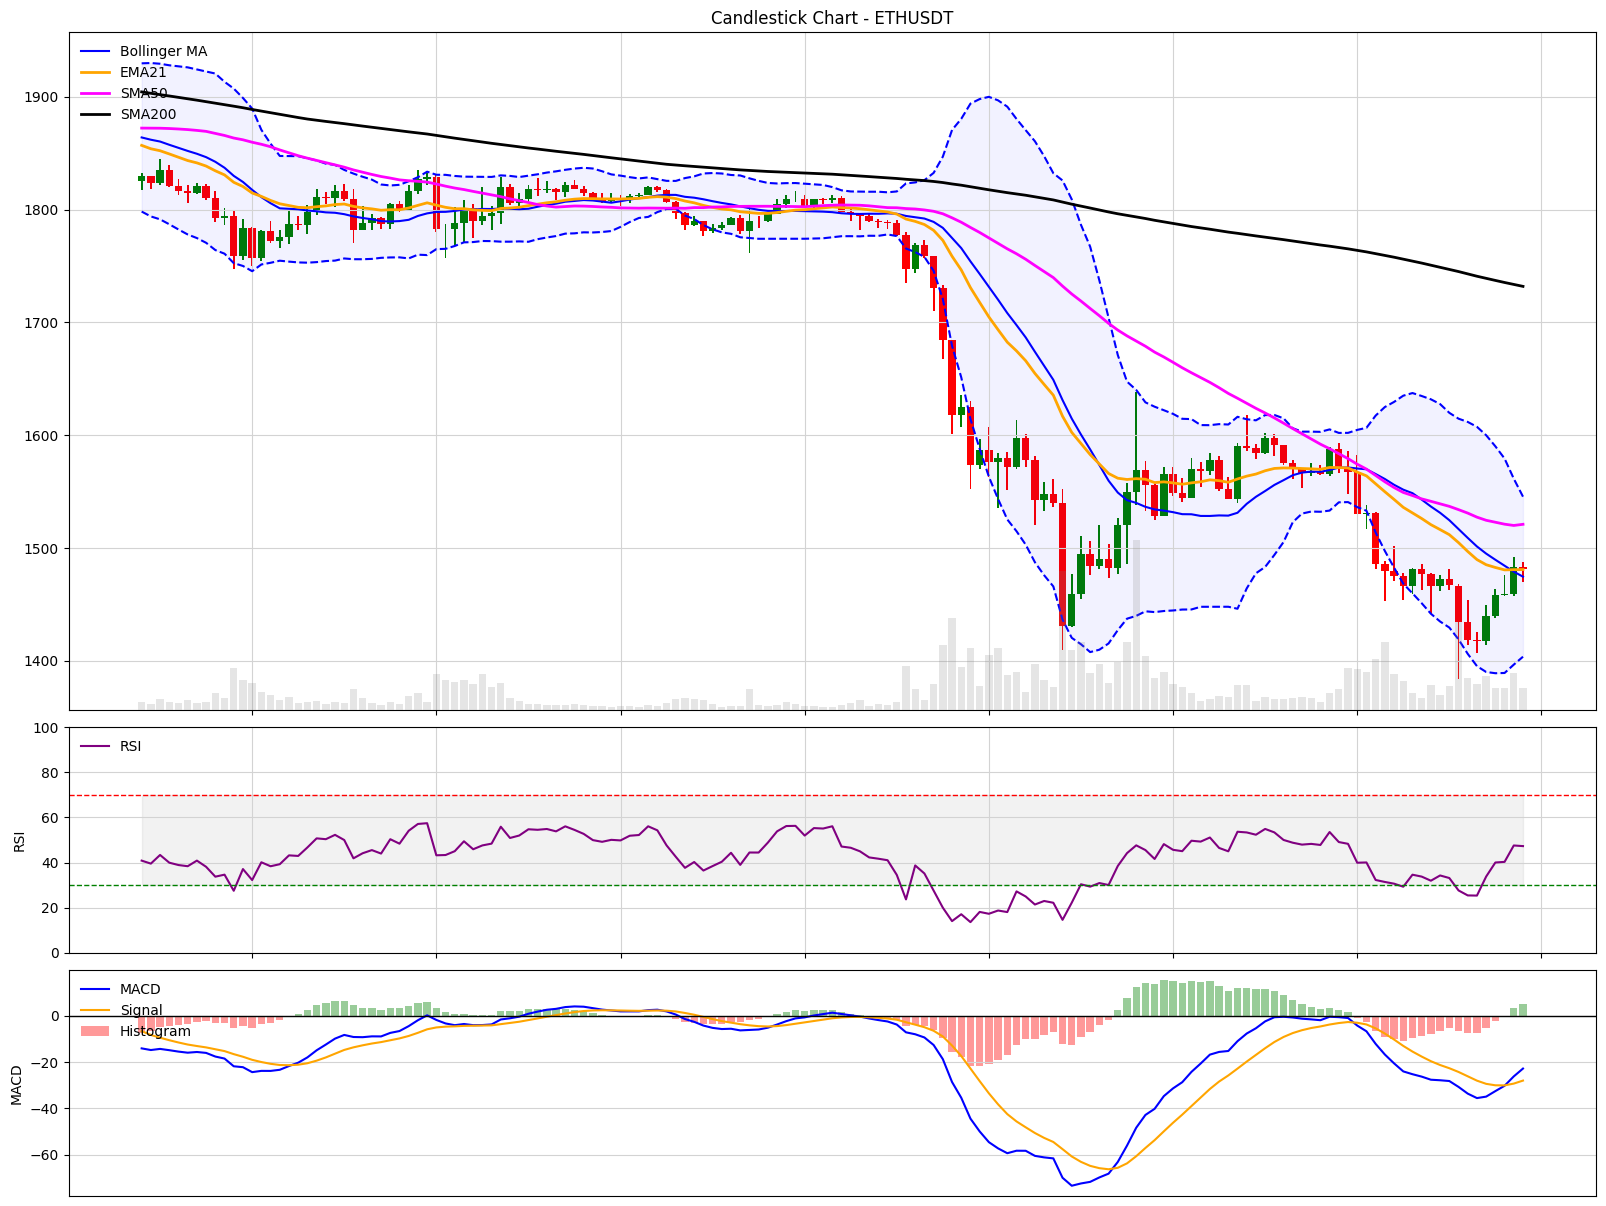 Candlestick Chart - ETHUSDT
Bollinger MA
EMA21
SMA50
SMA200
1900
1800
1700
1600
1500
1400
RSI
100
80
60
40
20
0
RSI
MACD
Signal
Histogram
0
−20
−40
−60
MACD